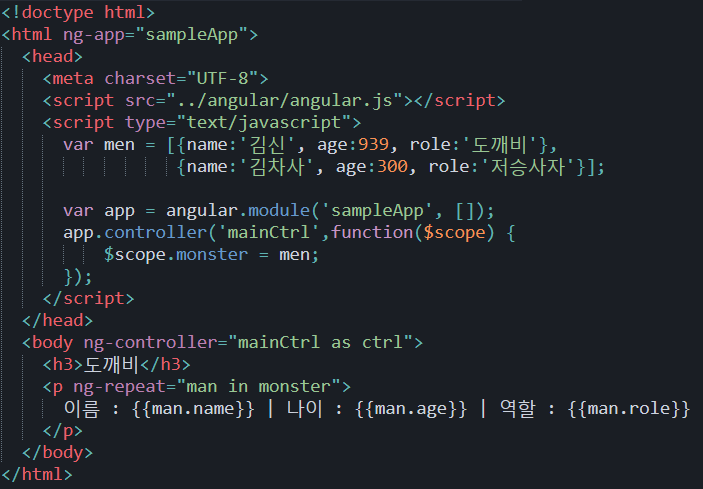 <!doctype html>
<html ng-app="sampleApp">
  <head>
    <meta charset="UTF-8">
    <script src="../angular/angular.js"></script>
    <script type="text/javascript">
      var men = [{name:'김신', age:939, role:'도깨비'},
                 {name:'김차사', age:300, role:'저승사자'}];

      var app = angular.module('sampleApp', []);
      app.controller('mainCtrl',function($scope) {
          $scope.monster = men;
      });
    </script>
  </head>
  <body ng-controller="mainCtrl as ctrl">
    <h3>도깨비</h3>
    <p ng-repeat="man in monster">
      이름 : {{man.name}} | 나이 : {{man.age}} | 역할 : {{man.role}}
    </p>
  </body>
</html>